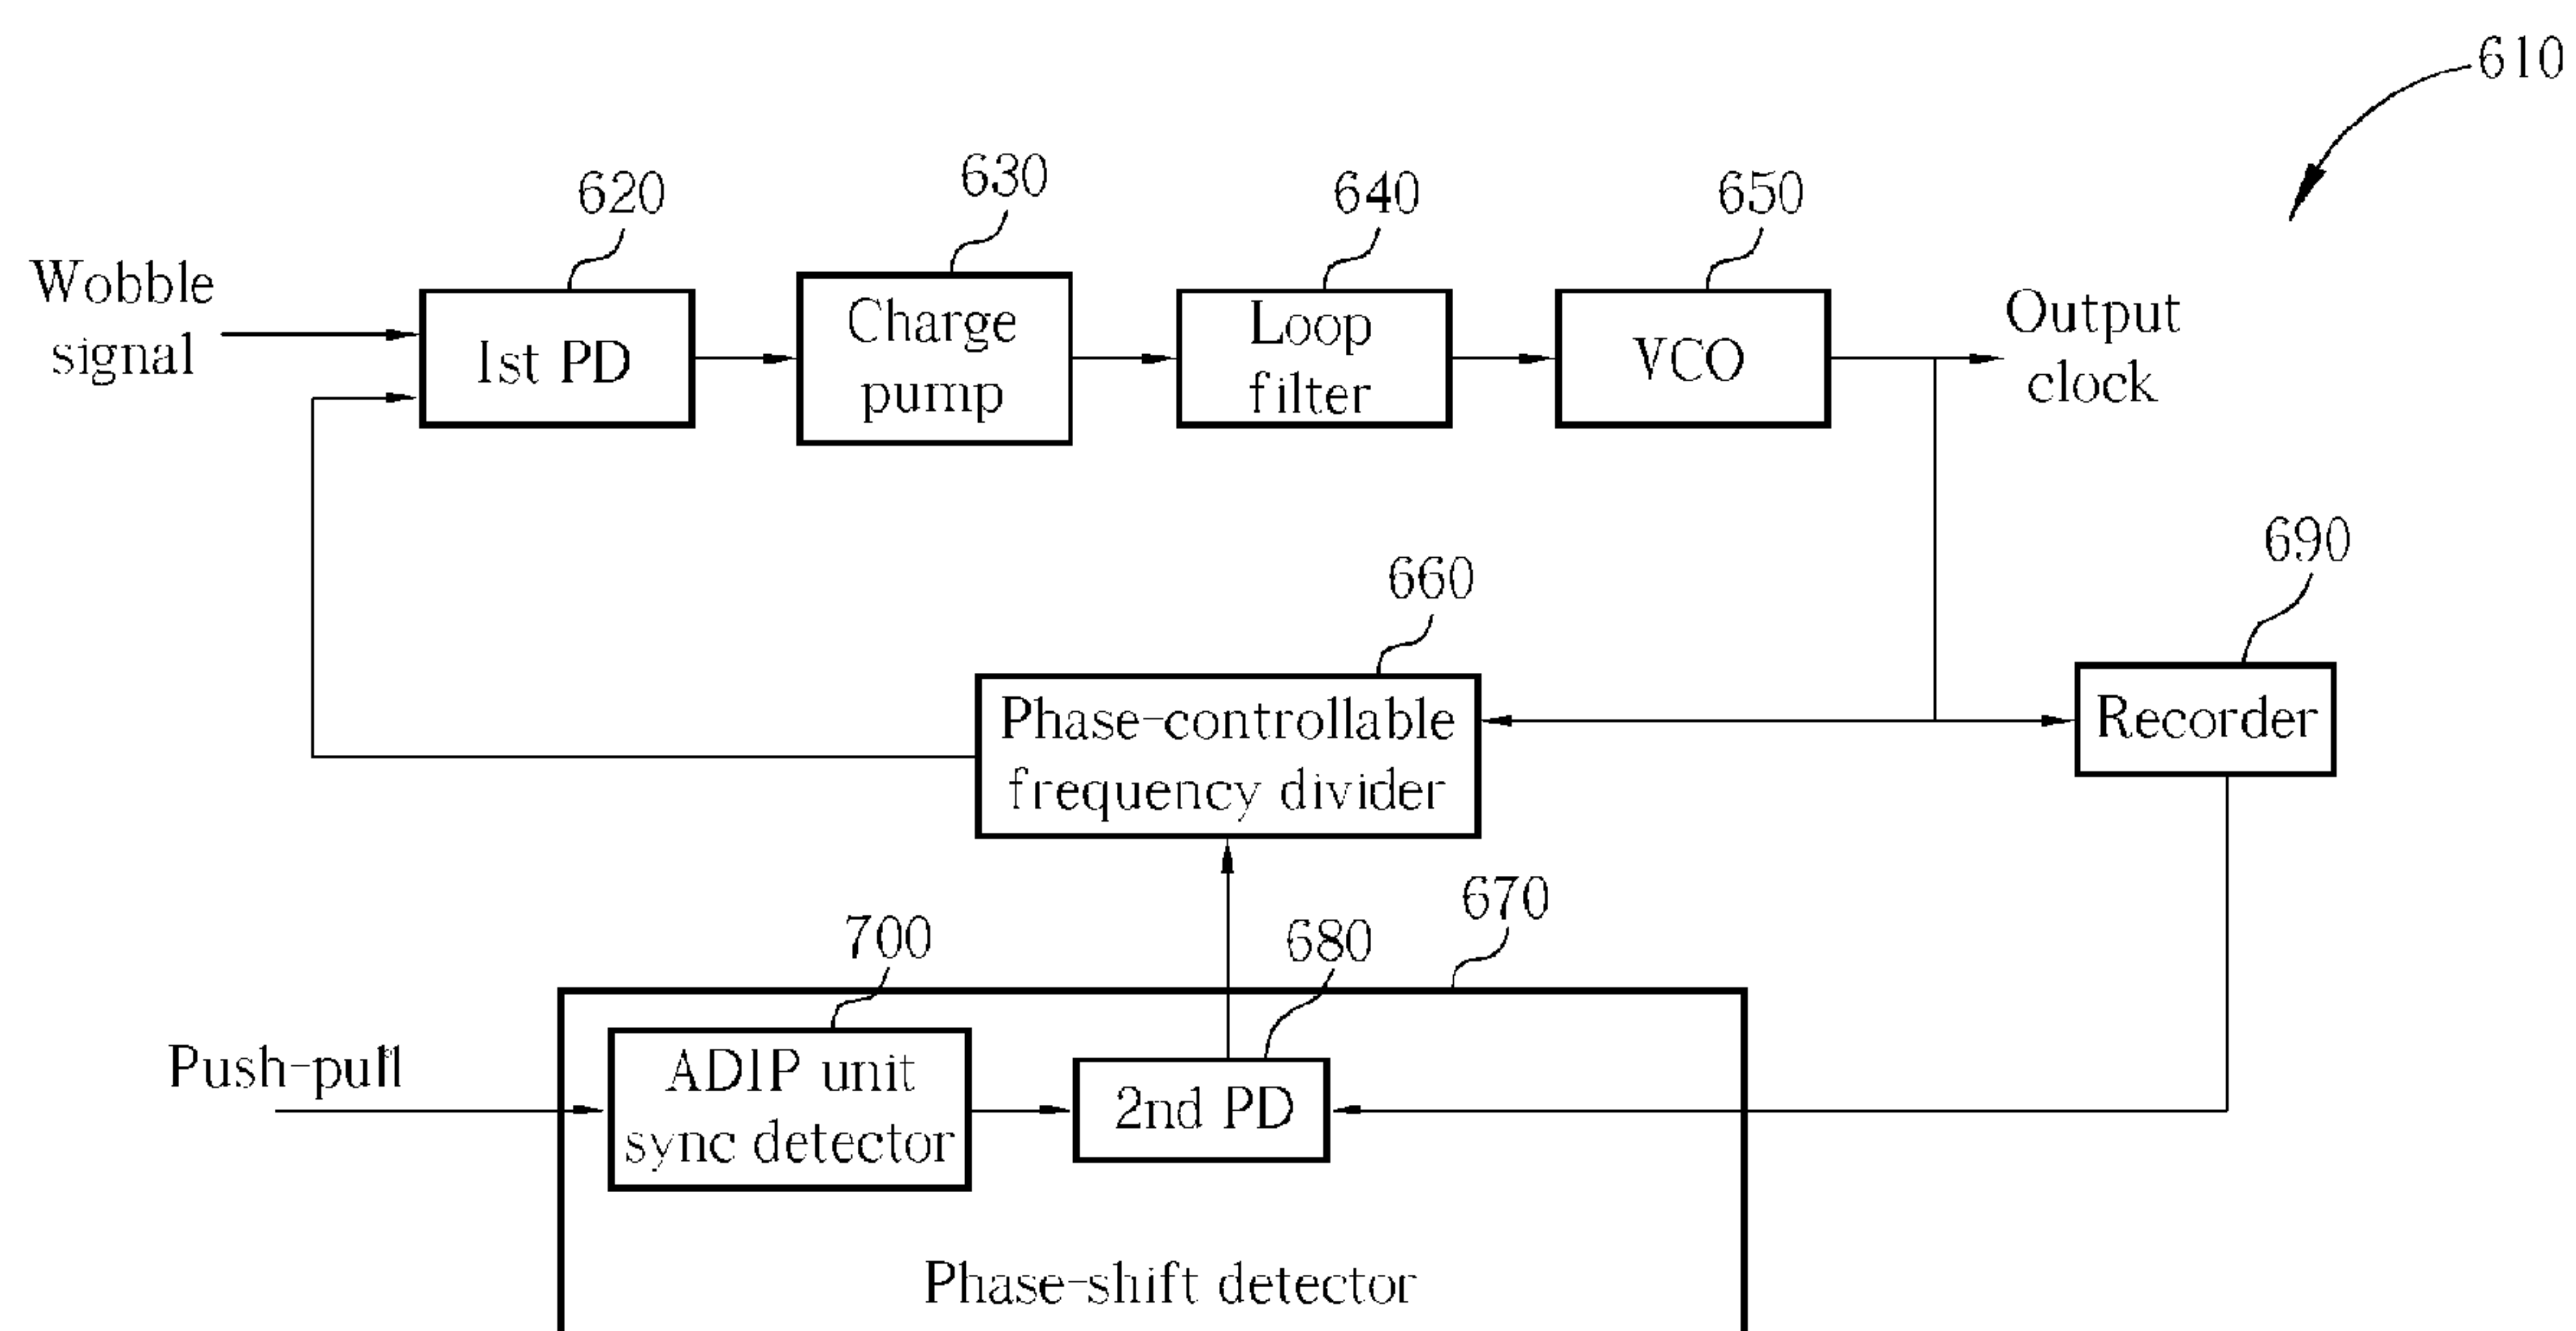 610
620
630
640
650
Wobble
signal
1st PD
Charge
pump
Loop
filter
VCO
Output
clock
660
690
Phase-controllable
frequency divider
Recorder
670
700
680
Push-pull
ADIP unit
sync detector
2nd PD
Phase-shift detector